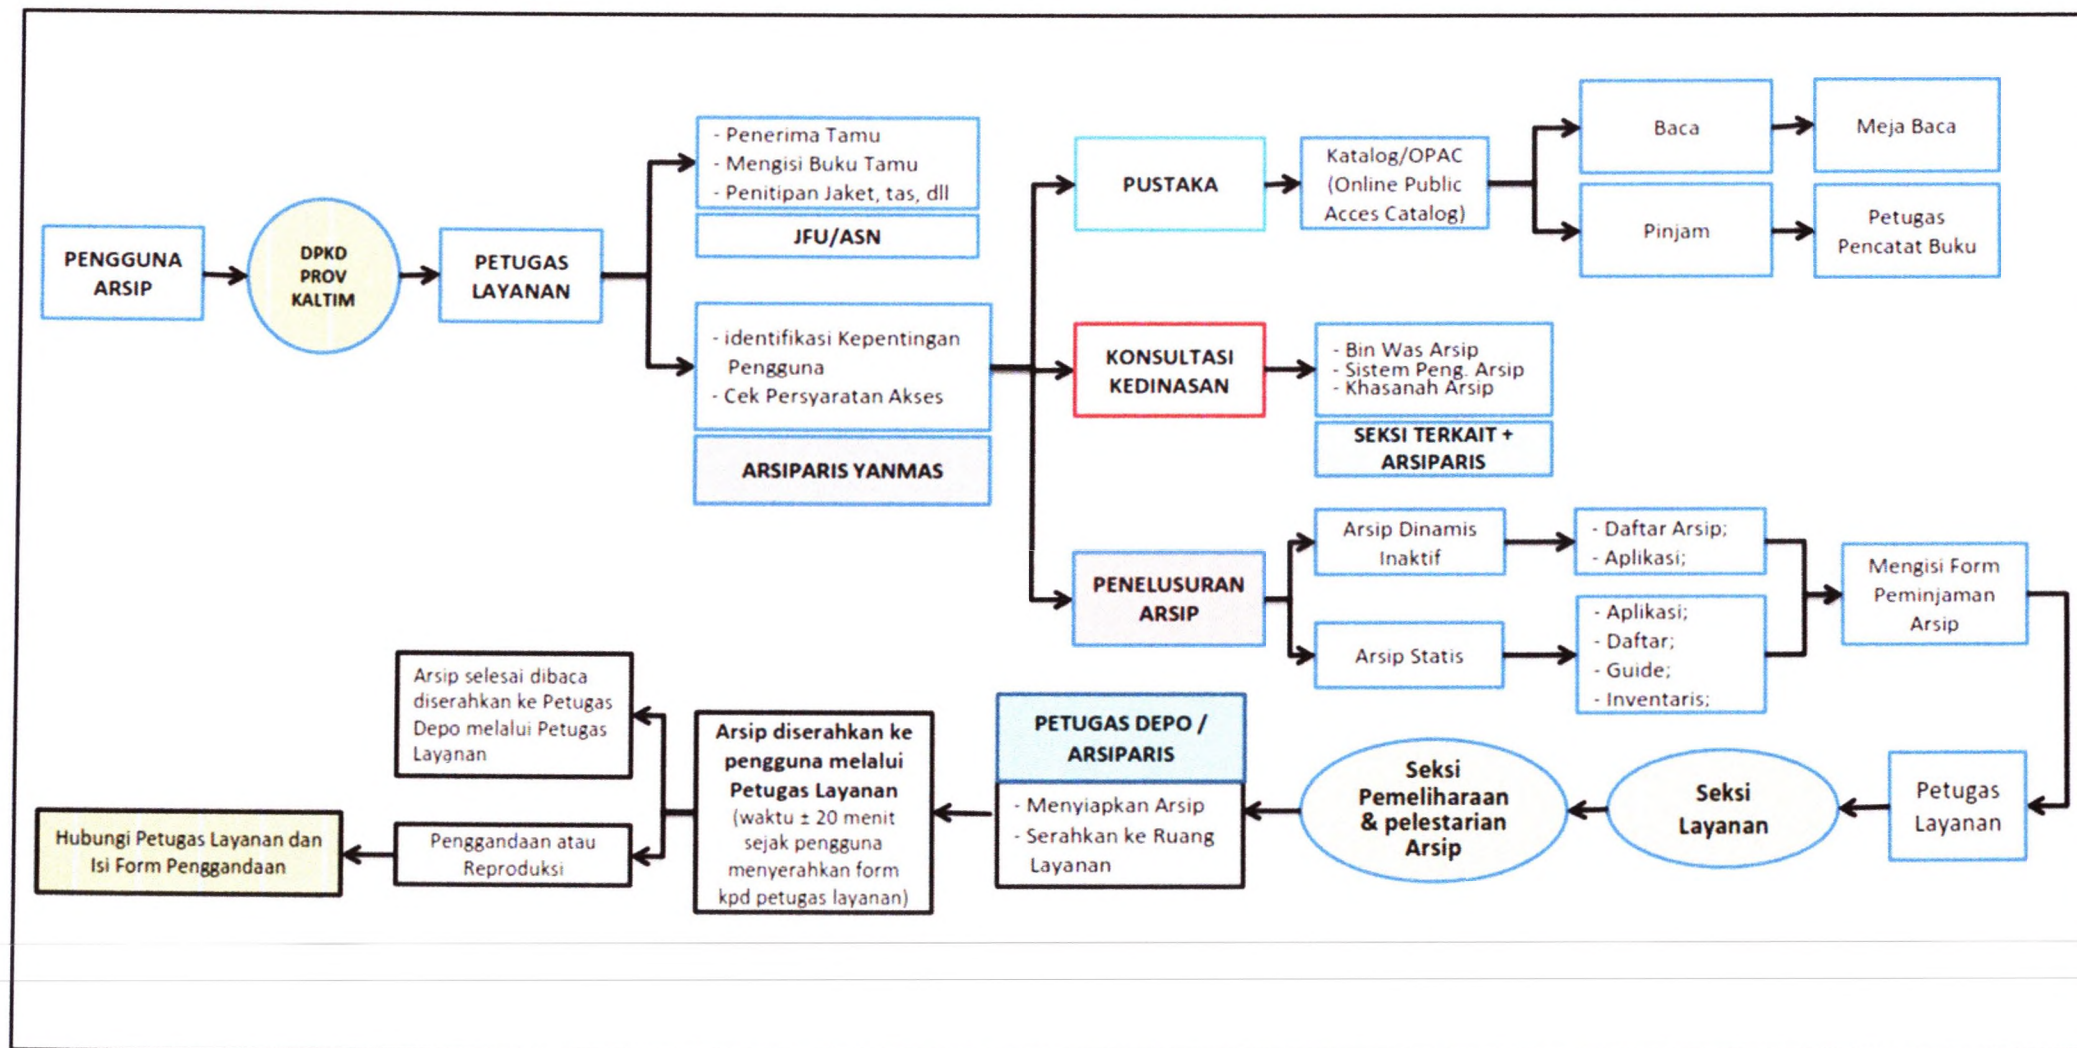 PENGGUNA
ARSIP
DPKD
PROV
KALTIM
PETUGAS
LAYANAN
- Penerima Tamu
- Mengisi Buku Tamu
- Penitipan Jaket, tas, dll
JFU/ASN
- identifikasi Kepentingan
Pengguna
- Cek Persyaratan Akses
ARSIPARIS YANMAS
PUSTAKA
Katalog/OPAC
(Online Public
Acces Catalog)
Baca
Meja Baca
Pinjam
Petugas
Pencatat Buku
KONSULTASI
KEDINASAN
- Bin Was Arsip
- Sistem Peng. Arsip
- Khasanah Arsip
SEKSI TERKAIT +
ARSIPARIS
PENELUSURAN
ARSIP
Arsip Dinamis
Inaktif
- Daftar Arsip;
- Aplikasi;
Arsip Statis
- Aplikasi;
- Daftar;
- Guide;
- Inventaris;
Mengisi Form
Peminjaman
Arsip
Petugas
Layanan
Seksi
Layanan
Seksi
Pemeliharaan
& pelestarian
Arsip
PETUGAS DEPO /
ARSIPARIS
- Menyiapkan Arsip
- Serahkan ke Ruang
Layanan
Arsip diserahkan ke
pengguna melalui
Petugas Layanan
(waktu ± 20 menit
sejak pengguna
menyerahkan form
kpd petugas layanan)
Arsip selesai dibaca
diserahkan ke Petugas
Depo melalui Petugas
Layanan
Penggandaan atau
Reproduksi
Hubungi Petugas Layanan dan
Isi Form Penggandaan